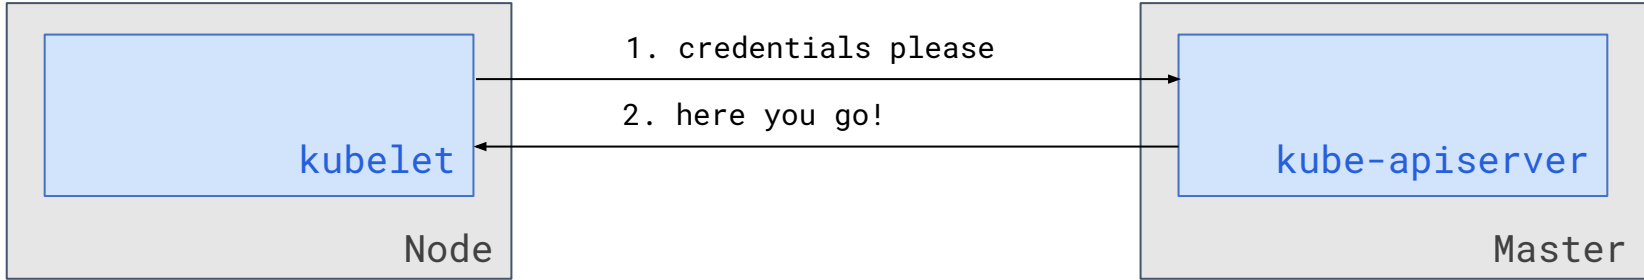 1. credentials please
2. here you go!
kubelet
kube-apiserver
Node
Master